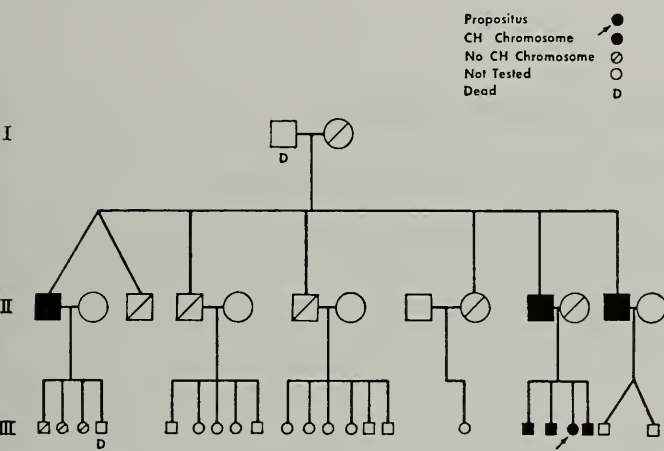 Propositus
CH Chromosome
No CH Chromosome
Not Tested
Dead D
I
D
II
III
D